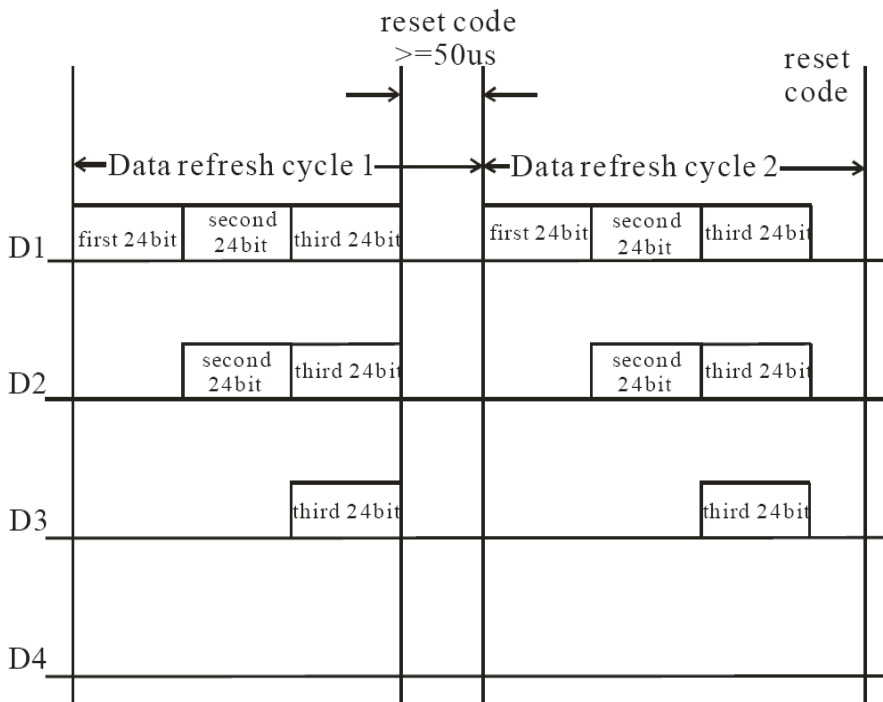 reset code
>=50us
reset
code
Data refresh cycle 1
Data refresh cycle 2
D1
first 24bit
second
24bit
third 24bit
first 24bit
second
24bit
third 24bit
D2
second
24bit
third 24bit
second
24bit
third 24bit
D3
third 24bit
third 24bit
D4